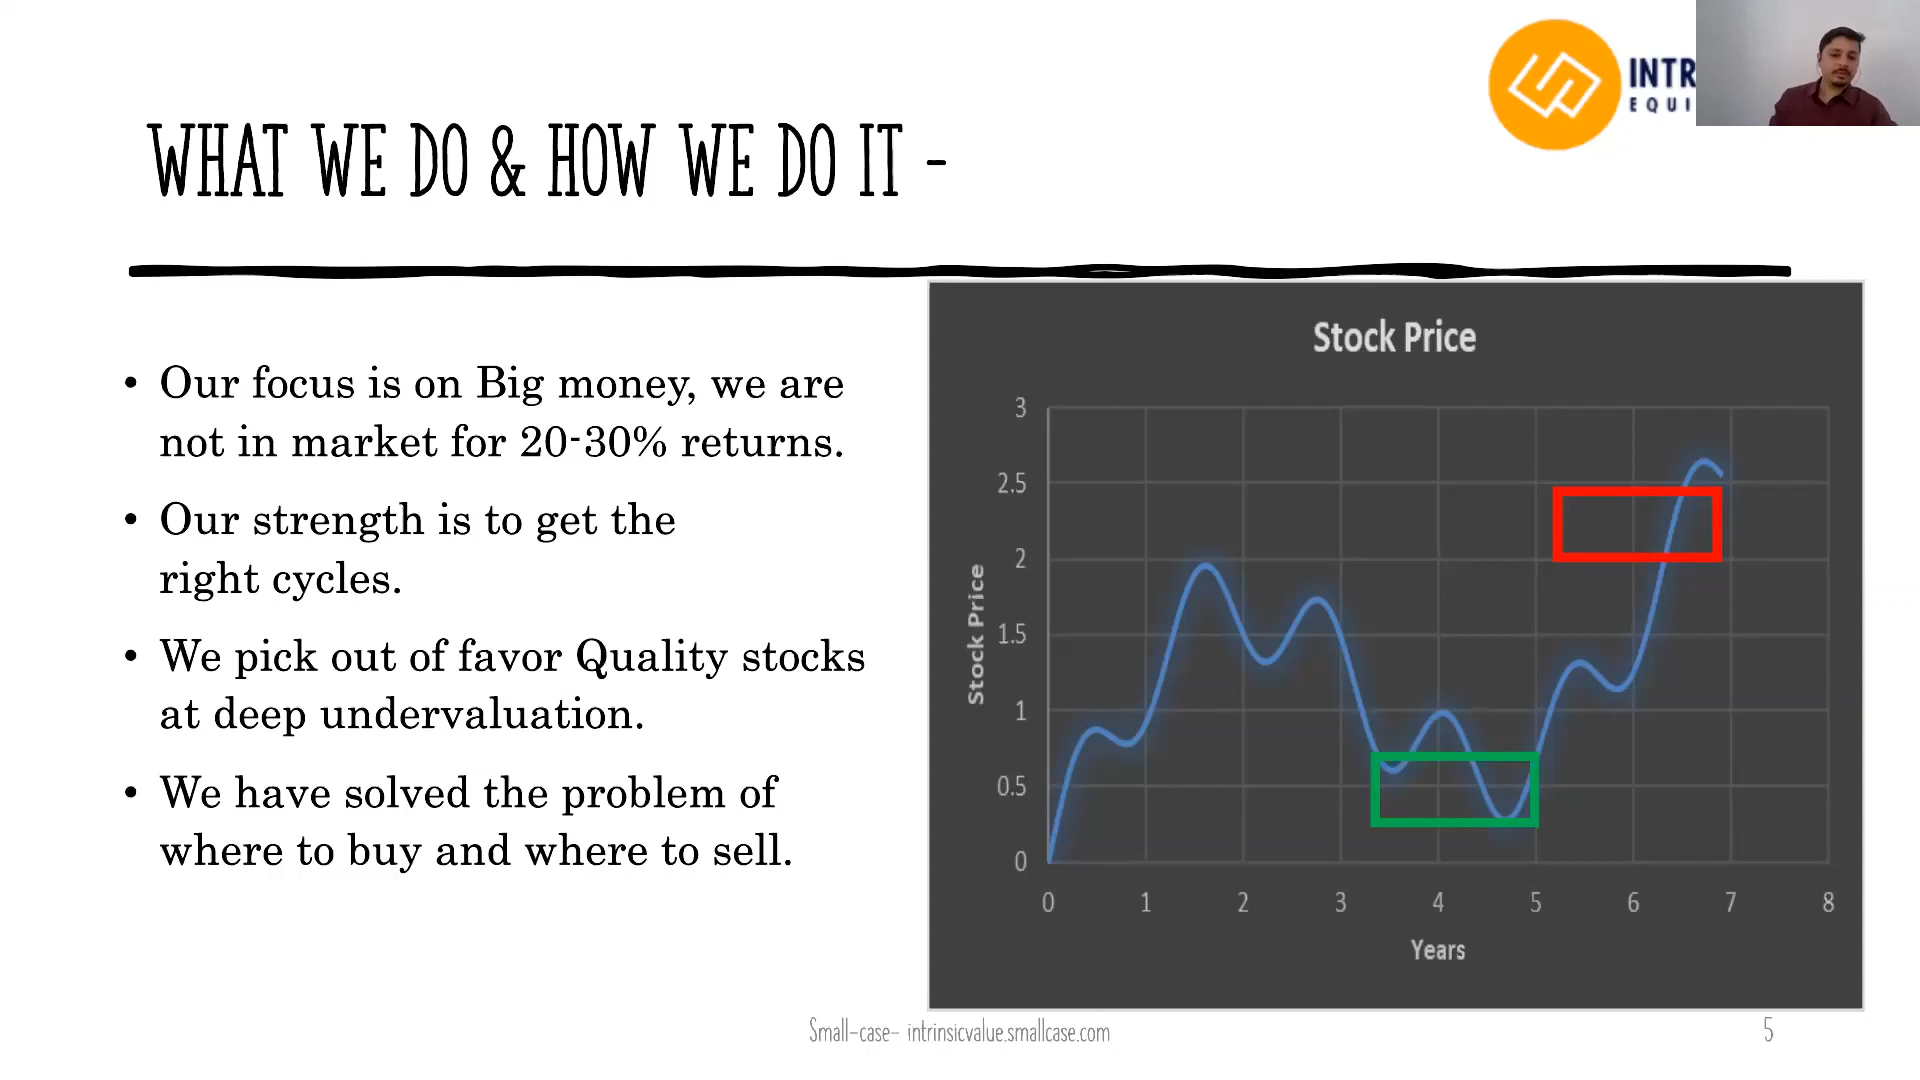 INTR
EQUI
WHAT WE DO & HOW WE DO IT -
• Our focus is on Big money, we are
not in market for 20-30% returns.
• Our strength is to get the
right cycles.
• We pick out of favor Quality stocks
at deep undervaluation.
• We have solved the problem of
where to buy and where to sell.
Stock Price
Stock Price
3
2.5
2
1.5
1
0.5
0
0 1 2 3 4 5 6 7 8
Years
Small-case- intrinsicvalue.smallcase.com
5